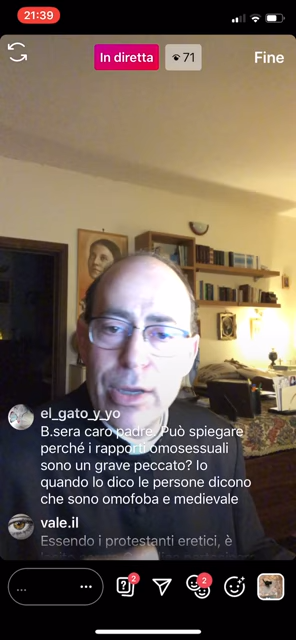 21:39
In diretta
71
Fine
el_gato_y_yo
B.sera caro padre. Può spiegare
perché i rapporti omosessuali
sono un grave peccato? Io
quando lo dico le persone dicono
che sono omofoba e medievale
vale.il
Essendo i protestanti eretici, è
...
2
2